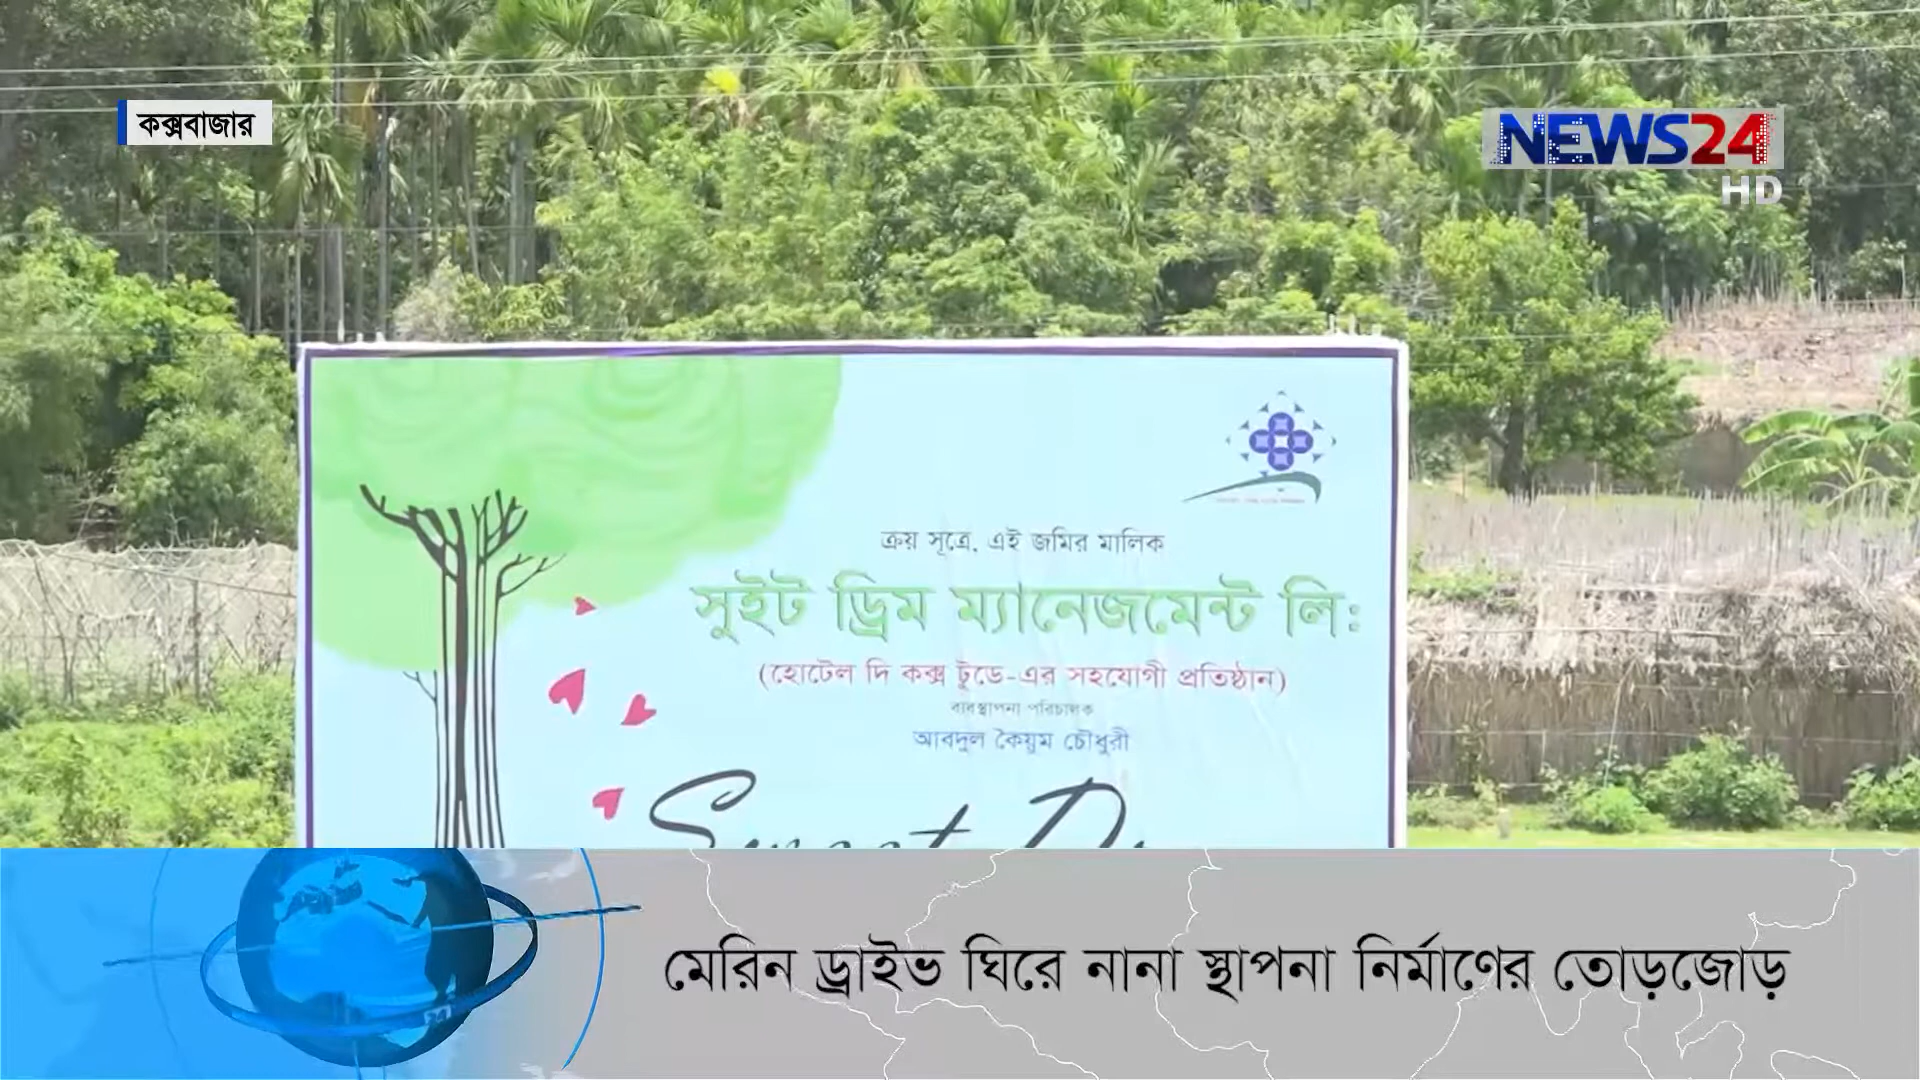 কক্সবাজার
NEWS24
HD
ক্রয় সূত্রে, এই জমির মালিক
সুইট ড্রিম ম্যানেজমেন্ট লি:
(হোটেল দি কক্স টুডে-এর সহযোগী প্রতিষ্ঠান)
ব্যবস্থাপনা পরিচালক
আবদুল কৈয়ুম চৌধুরী
Sweet
মেরিন ড্রাইভ ঘিরে নানা স্থাপনা নির্মাণের তোড়জোড়